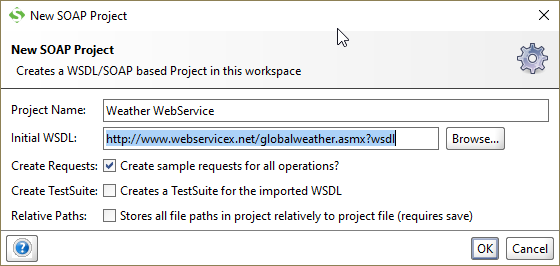 New SOAP Project
New SOAP Project
Creates a WSDL/SOAP based Project in this workspace
Project Name: Weather WebService
Initial WSDL: http://www.webservicex.net/globalweather.asmx?wsdl Browse...
Create Requests: Create sample requests for all operations?
Create TestSuite: Creates a TestSuite for the imported WSDL
Relative Paths: Stores all file paths in project relatively to project file (requires save)
? OK Cancel